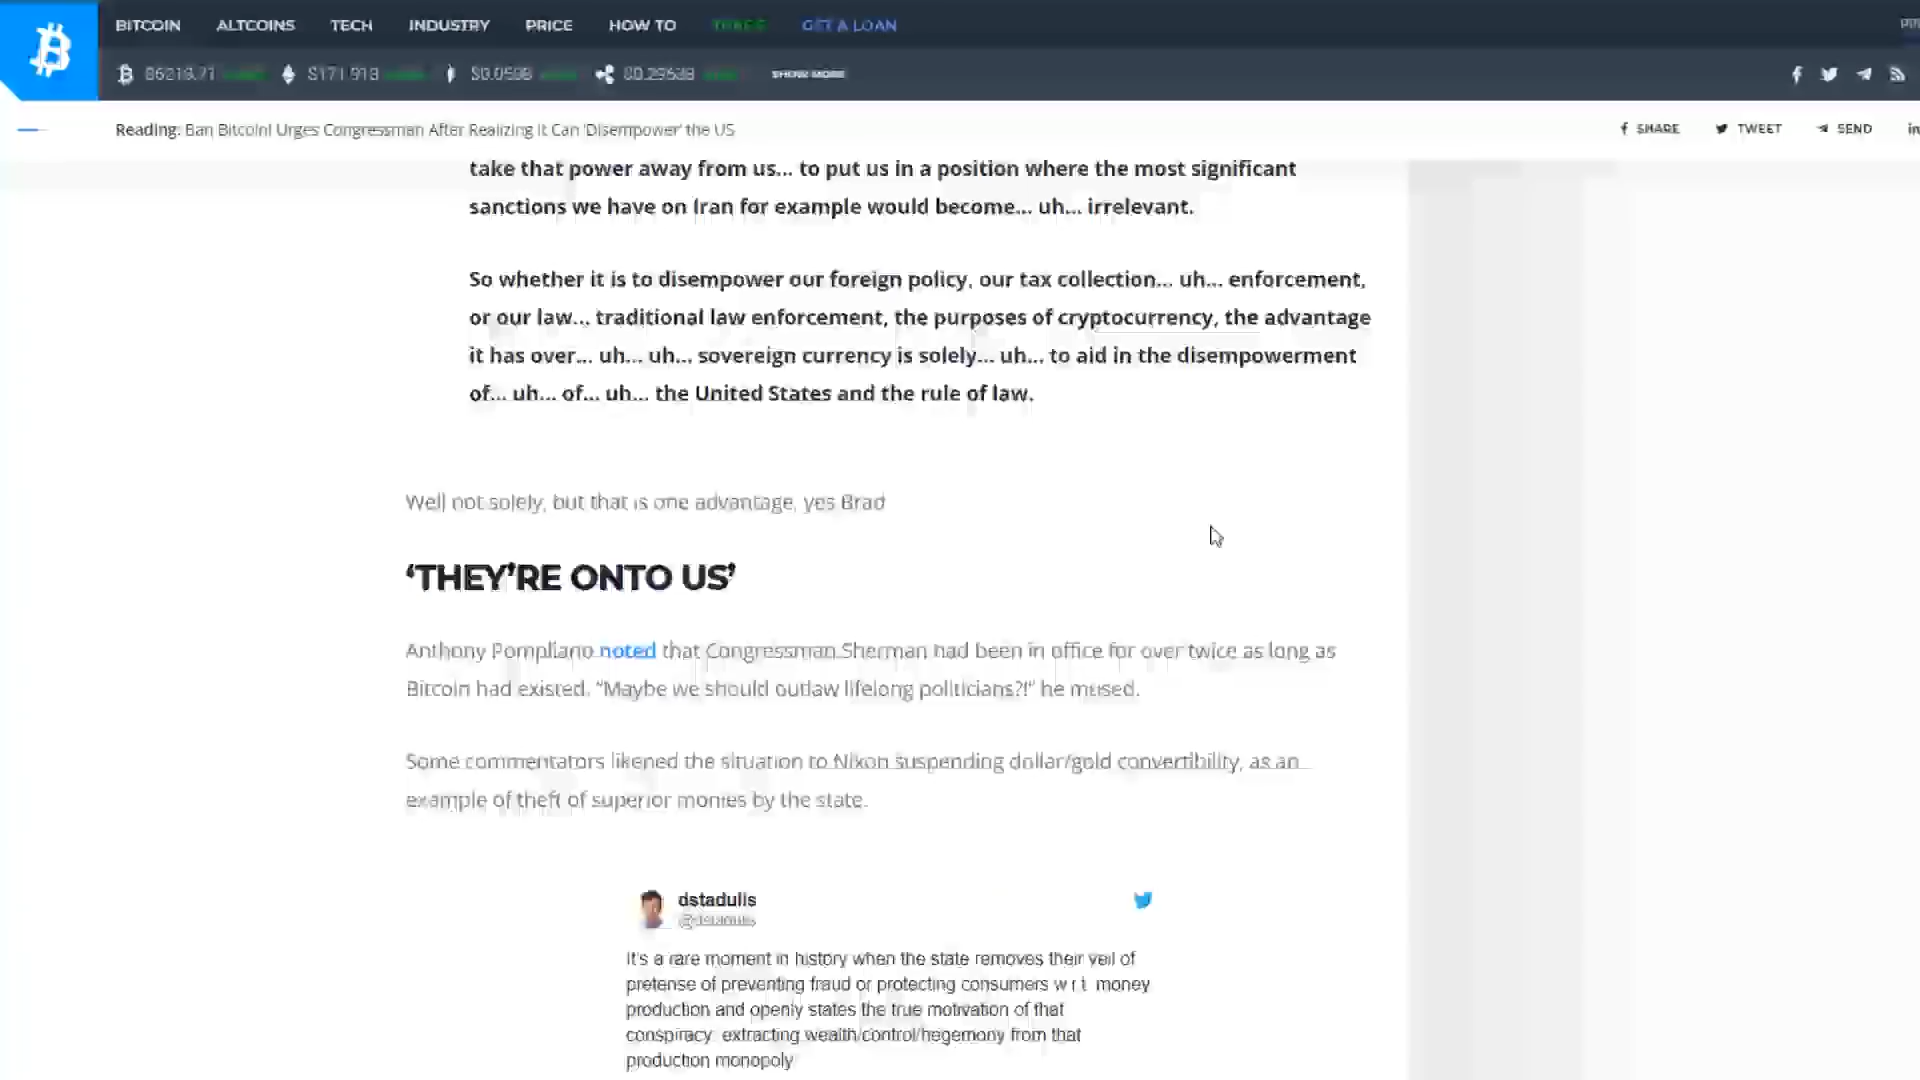 BITCOIN ALTCOINS TECH INDUSTRY PRICE HOW TO GET A LOAN
$6213.71 $171.913 SHOW MORE
Reading: Ban Bitcoin! Urges Congressman After Realizing It Can 'Disempower' the US SHARE TWEET SEND in
take that power away from us... to put us in a position where the most significant
sanctions we have on Iran for example would become... uh... irrelevant.
So whether it is to disempower our foreign policy, our tax collection... uh... enforcement,
or our law... traditional law enforcement, the purposes of cryptocurrency, the advantage
it has over... uh... uh... sovereign currency is solely... uh... to aid in the disempowerment
of... uh... of... uh... the United States and the rule of law.
Well not solely, but that is one advantage, yes Brad
‘THEY’RE ONTO US’
Anthony Pompliano noted that Congressman Sherman had been in office for over twice as long as
Bitcoin had existed. “Maybe we should outlaw lifelong politicians?!” he mused.
Some commentators likened the situation to Nixon suspending dollar/gold convertibility, as an
example of theft of superior monies by the state.
dstadulis
@dstadulis
It's a rare moment in history when the state removes their veil of
pretense of preventing fraud or protecting consumers w r t money
production and openly states the true motivation of that
conspiracy extracting wealth/control/hegemony from that
production monopoly